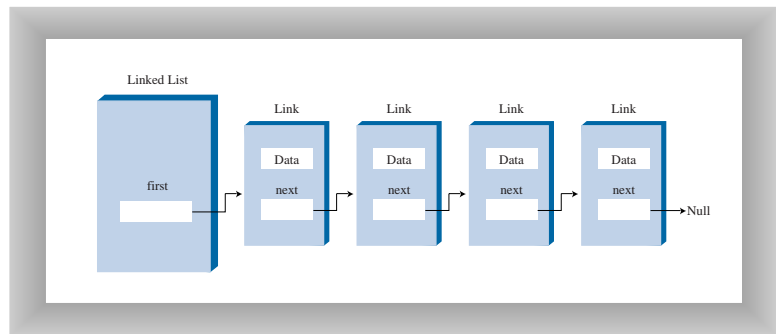 Linked List
Link Link Link Link
Data Data Data Data
first next next next next
Null